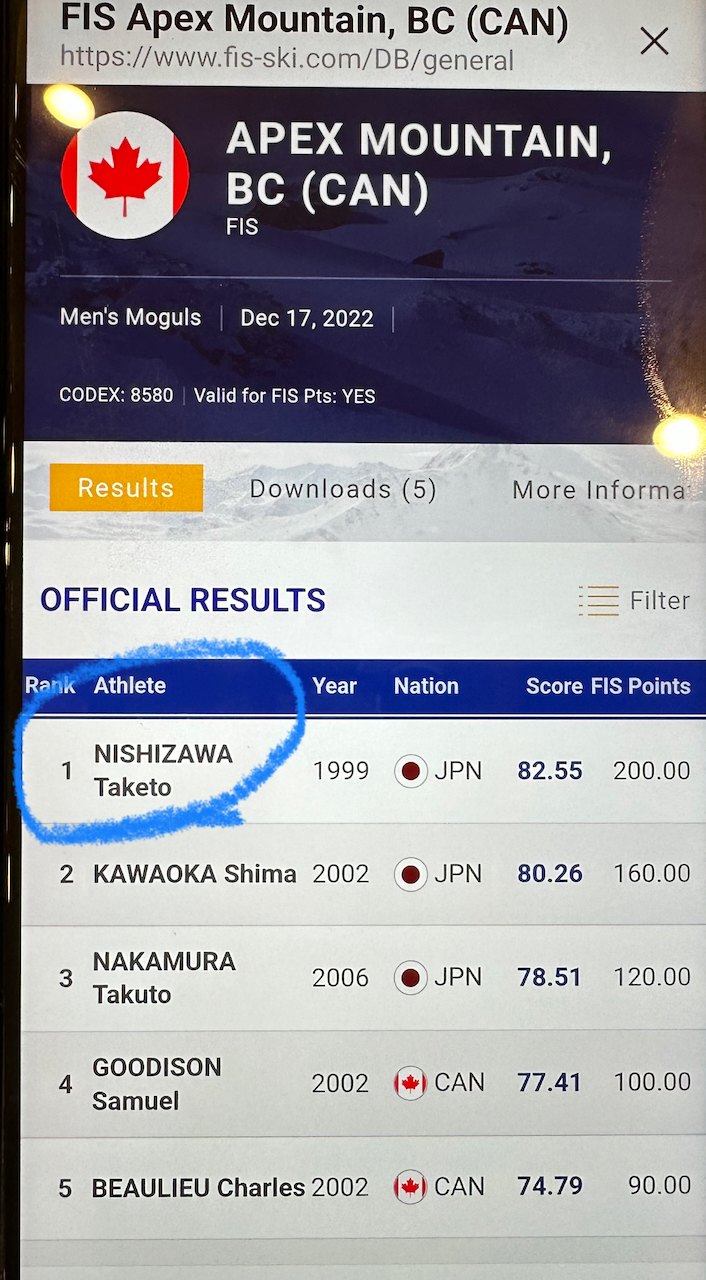 FIS Apex Mountain, BC (CAN)
https://www.fis-ski.com/DB/general
APEX MOUNTAIN,
BC (CAN)
FIS
Men's Moguls | Dec 17, 2022 |
CODEX: 8580 | Valid for FIS Pts: YES
Results Downloads (5) More Informa
OFFICIAL RESULTS Filter
Rank Athlete Year Nation Score FIS Points
1 NISHIZAWA Taketo 1999 JPN 82.55 200.00
2 KAWAOKA Shima 2002 JPN 80.26 160.00
3 NAKAMURA Takuto 2006 JPN 78.51 120.00
4 GOODISON Samuel 2002 CAN 77.41 100.00
5 BEAULIEU Charles 2002 CAN 74.79 90.00